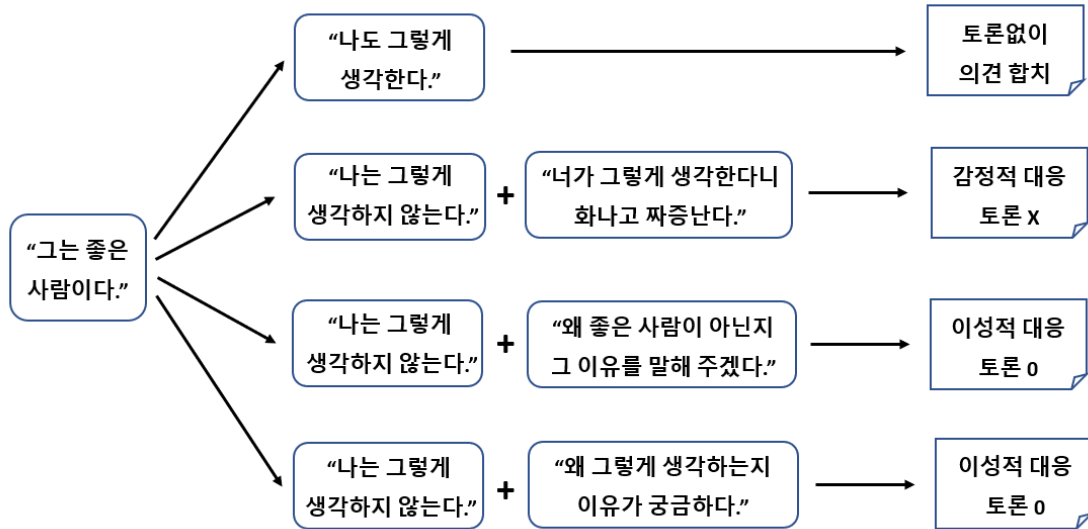 “나도 그렇게
생각한다.”
토론없이
의견 합치
“나는 그렇게
생각하지 않는다.”
+
“너가 그렇게 생각한다니
화나고 짜증난다.”
감정적 대응
토론 X
“그는 좋은
사람이다.”
“나는 그렇게
생각하지 않는다.”
+
“왜 좋은 사람이 아닌지
그 이유를 말해 주겠다.”
이성적 대응
토론 0
“나는 그렇게
생각하지 않는다.”
+
“왜 그렇게 생각하는지
이유가 궁금하다.”
이성적 대응
토론 0